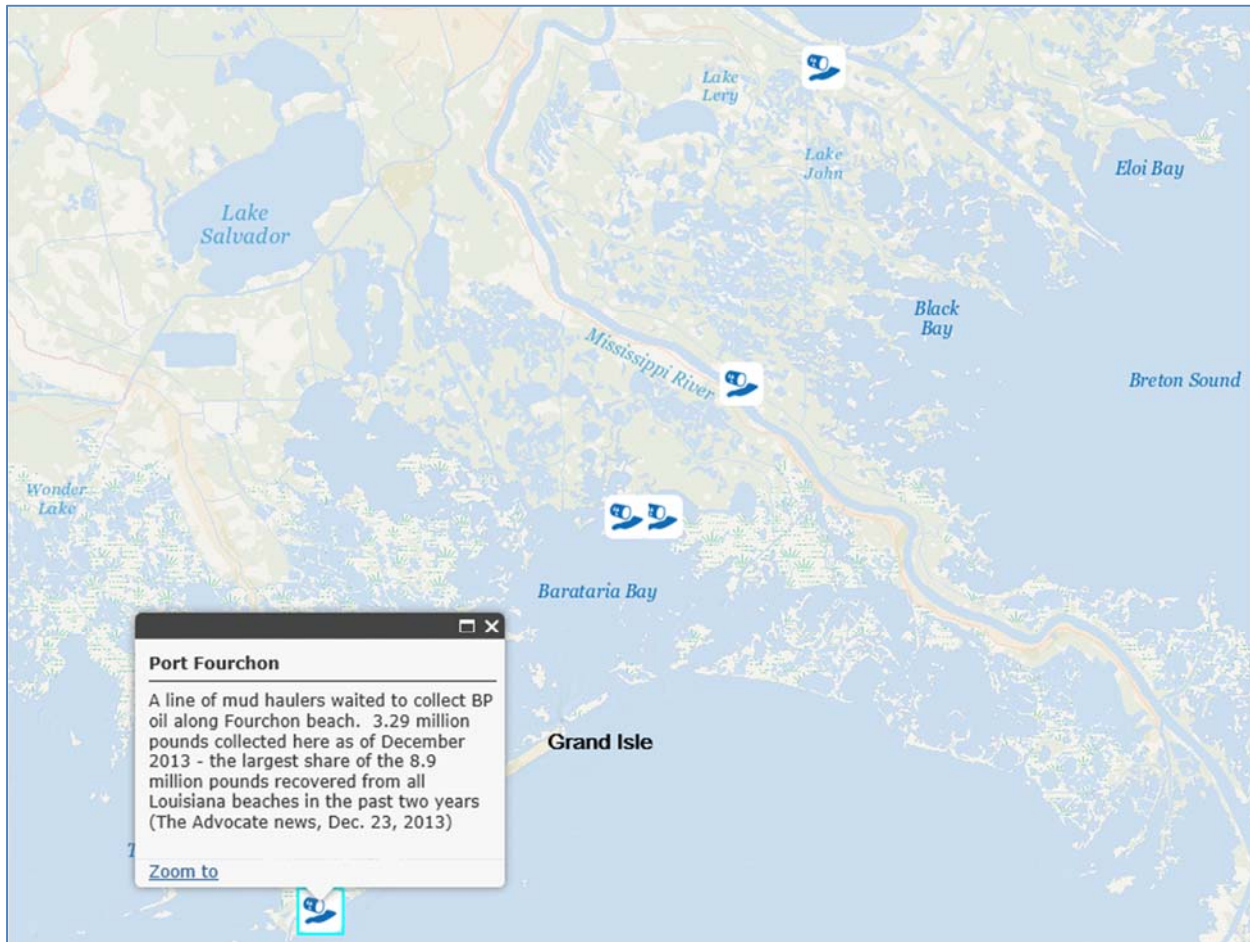 Lake
Lery
Lake
John
Eloi Bay
Lake
Salvador
Black
Bay
Mississippi River
Breton Sound
Wonder
Lake
Barataria Bay
Port Fourchon
A line of mud haulers waited to collect BP
oil along Fourchon beach.  3.29 million
pounds collected here as of December
2013 - the largest share of the 8.9
million pounds recovered from all
Louisiana beaches in the past two years
(The Advocate news, Dec. 23, 2013)
Grand Isle
Zoom to